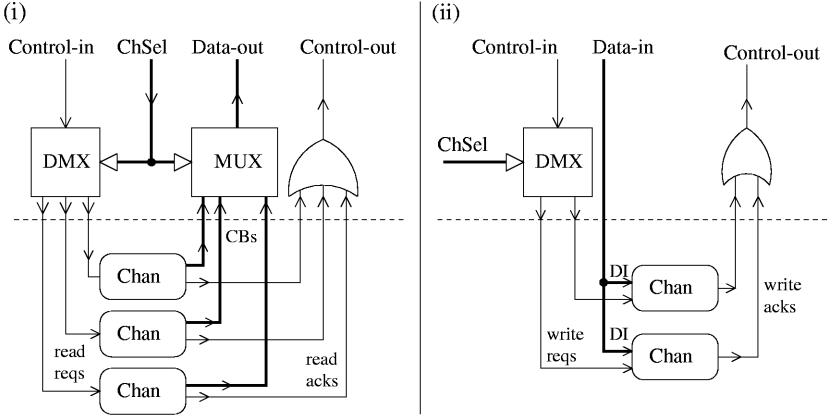 (i)
Control-in ChSel Data-out Control-out
DMX MUX
CBs
Chan
Chan
read
reqs
read
acks
Chan
(ii)
Control-in Data-in
Control-out
ChSel
DMX
DI
Chan
write
acks
write
reqs
DI
Chan